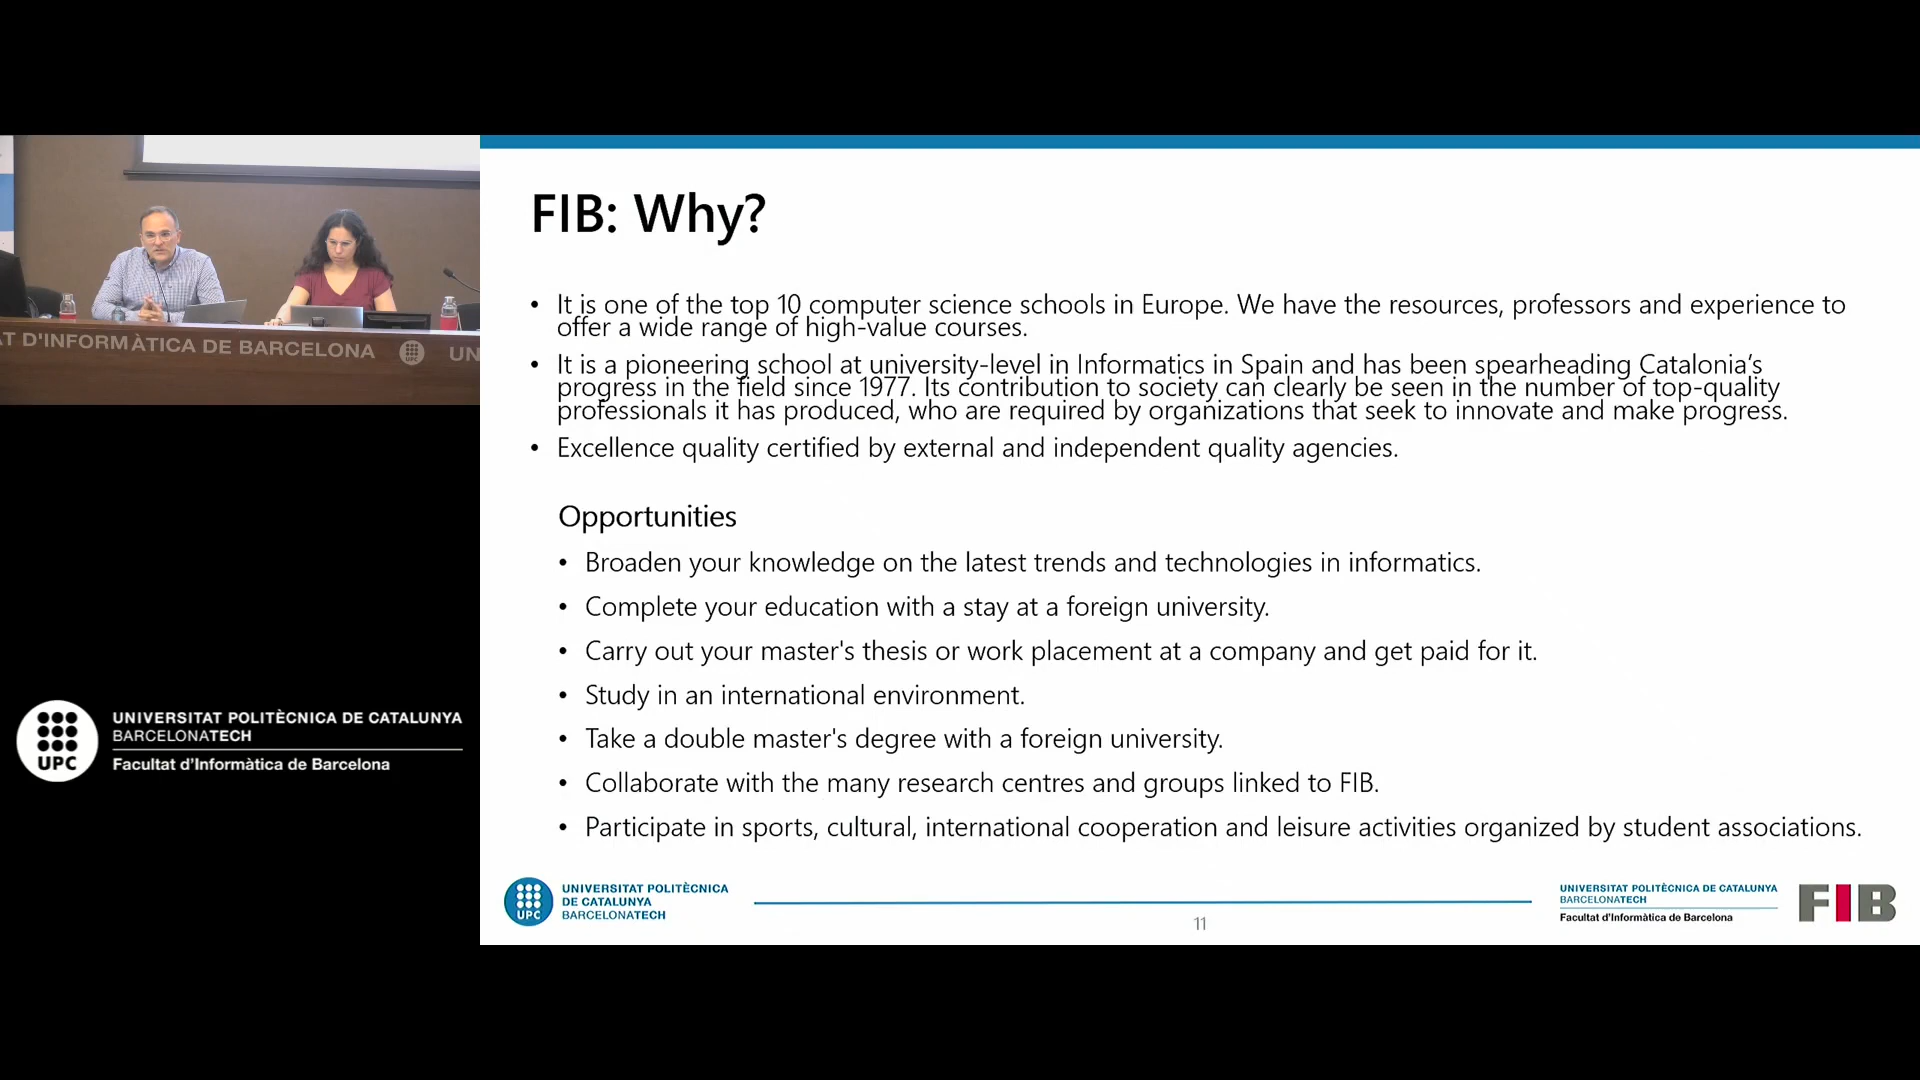 AT D'INFORMÀTICA DE BARCELONA
UN
UPC
UNIVERSITAT POLITÈCNICA DE CATALUNYA
BARCELONATECH
Facultat d'Informàtica de Barcelona
FIB: Why?
• It is one of the top 10 computer science schools in Europe. We have the resources, professors and experience to
offer a wide range of high-value courses.
• It is a pioneering school at university-level in Informatics in Spain and has been spearheading Catalonia’s
progress in the field since 1977. Its contribution to society can clearly be seen in the number of top-quality
professionals it has produced, who are required by organizations that seek to innovate and make progress.
• Excellence quality certified by external and independent quality agencies.
Opportunities
• Broaden your knowledge on the latest trends and technologies in informatics.
• Complete your education with a stay at a foreign university.
• Carry out your master's thesis or work placement at a company and get paid for it.
• Study in an international environment.
• Take a double master's degree with a foreign university.
• Collaborate with the many research centres and groups linked to FIB.
• Participate in sports, cultural, international cooperation and leisure activities organized by student associations.
UPC
UNIVERSITAT POLITÈCNICA
DE CATALUNYA
BARCELONATECH
11
UNIVERSITAT POLITÈCNICA DE CATALUNYA
BARCELONATECH
Facultat d'Informàtica de Barcelona
FIB